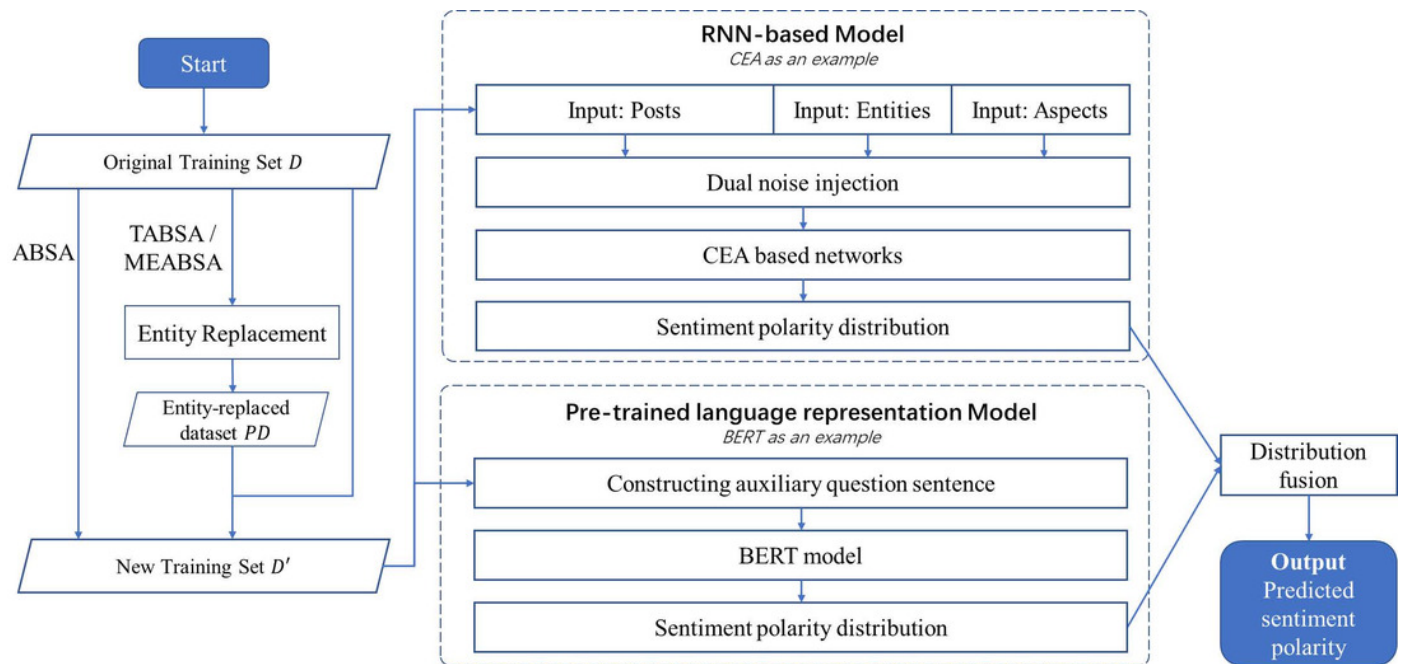 Start
Original Training Set D
ABSA
TABSA /
MEABSA
Entity Replacement
Entity-replaced
dataset PD
New Training Set D′
RNN-based Model
CEA as an example
Input: Posts
Input: Entities
Input: Aspects
Dual noise injection
CEA based networks
Sentiment polarity distribution
Pre-trained language representation Model
BERT as an example
Constructing auxiliary question sentence
BERT model
Sentiment polarity distribution
Distribution
fusion
Output
Predicted
sentiment
polarity